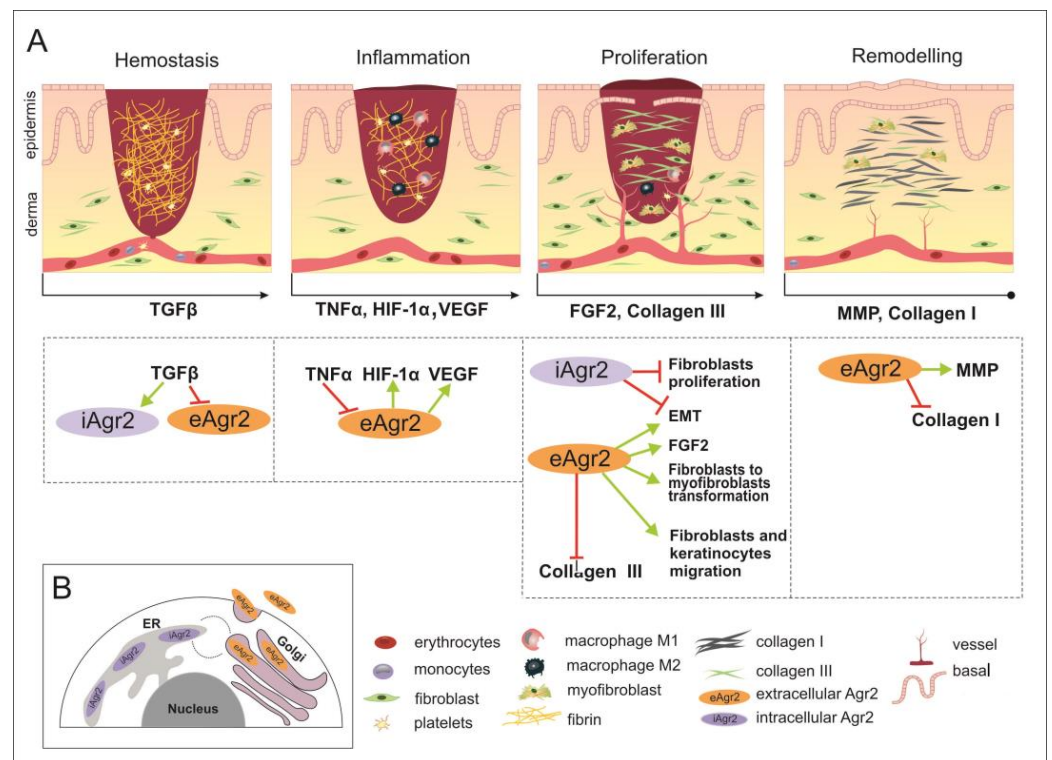 A
Hemostasis
Inflammation
Proliferation
Remodelling
epidermis
derma
TGFβ
TNFα, HIF-1α, VEGF
FGF2, Collagen III
MMP, Collagen I
TGFβ
iAgr2
eAgr2
TNFα HIF-1α VEGF
eAgr2
iAgr2
Fibroblasts
proliferation
EMT
eAgr2
FGF2
Fibroblasts to
myofibroblasts
transformation
Fibroblasts and
keratinocytes
migration
Collagen III
eAgr2
MMP
Collagen I
B
ER
iAgr2
iAgr2
iAgr2
eAgr2
eAgr2
Golgi
eAgr2
eAgr2
Nucleus
erythrocytes
monocytes
fibroblast
platelets
macrophage M1
macrophage M2
myofibroblast
fibrin
collagen I
collagen III
eAgr2 extracellular Agr2
iAgr2 intracellular Agr2
vessel
basal